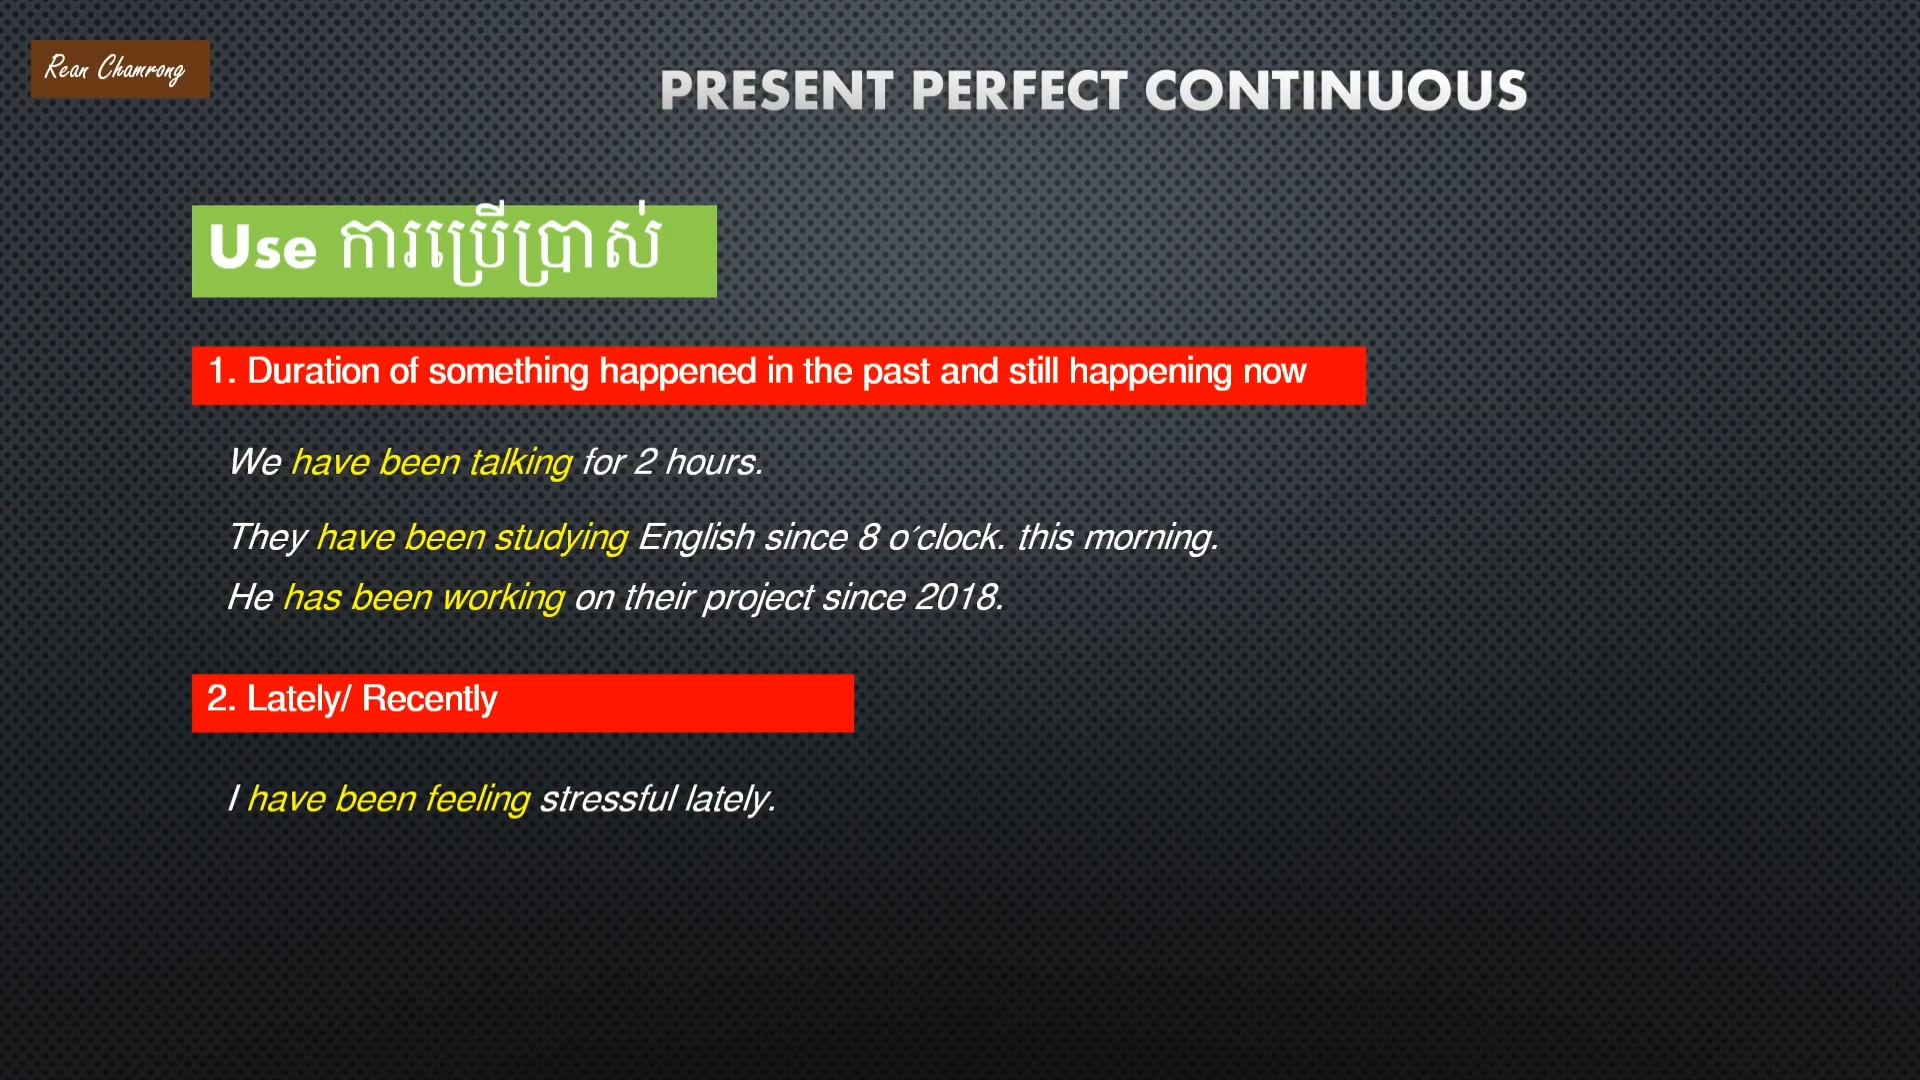 Rean Chamrong
PRESENT PERFECT CONTINUOUS
Use ការប្រើប្រាស់
1. Duration of something happened in the past and still happening now
We have been talking for 2 hours.
They have been studying English since 8 o´clock. this morning.
He has been working on their project since 2018.
2. Lately/ Recently
I have been feeling stressful lately.